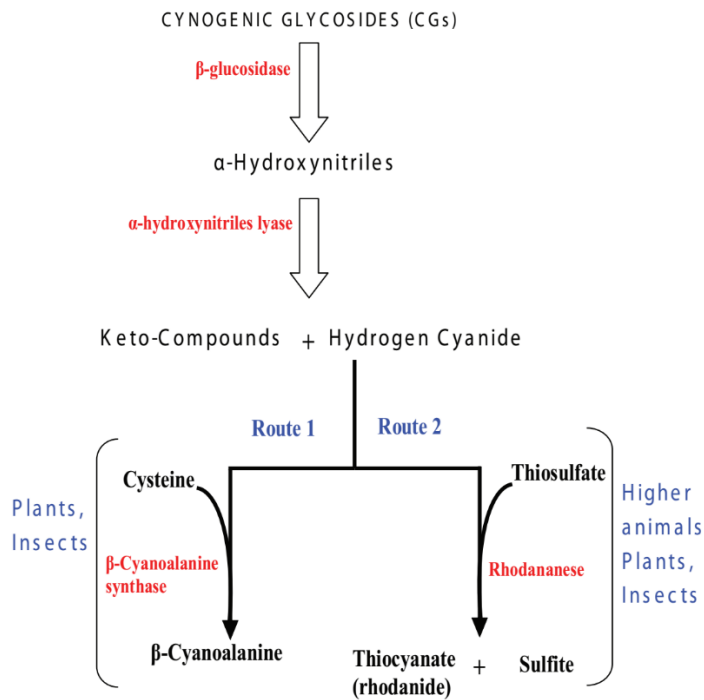 CYNOGENIC GLYCOSIDES (CGs)
β-glucosidase
α-Hydroxynitriles
α-hydroxynitriles lyase
Keto-Compounds + Hydrogen Cyanide
Route 1 Route 2
Cysteine Thiosulfate
Plants,
Insects
β-Cyanoalanine
synthase
Rhodananese
Higher
animals
Plants,
Insects
β-Cyanoalanine
Thiocyanate + Sulfite
(rhodanide)